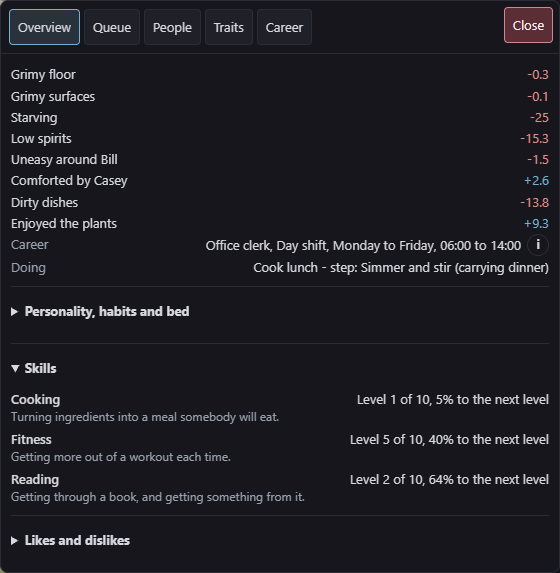 Overview Queue People Traits Career Close
Grimy floor -0.3
Grimy surfaces -0.1
Starving -25
Low spirits -15.3
Uneasy around Bill -1.5
Comforted by Casey +2.6
Dirty dishes -13.8
Enjoyed the plants +9.3
Career Office clerk, Day shift, Monday to Friday, 06:00 to 14:00 i
Doing Cook lunch - step: Simmer and stir (carrying dinner)
Personality, habits and bed
Skills
Cooking Level 1 of 10, 5% to the next level
Turning ingredients into a meal somebody will eat.
Fitness Level 5 of 10, 40% to the next level
Getting more out of a workout each time.
Reading Level 2 of 10, 64% to the next level
Getting through a book, and getting something from it.
Likes and dislikes